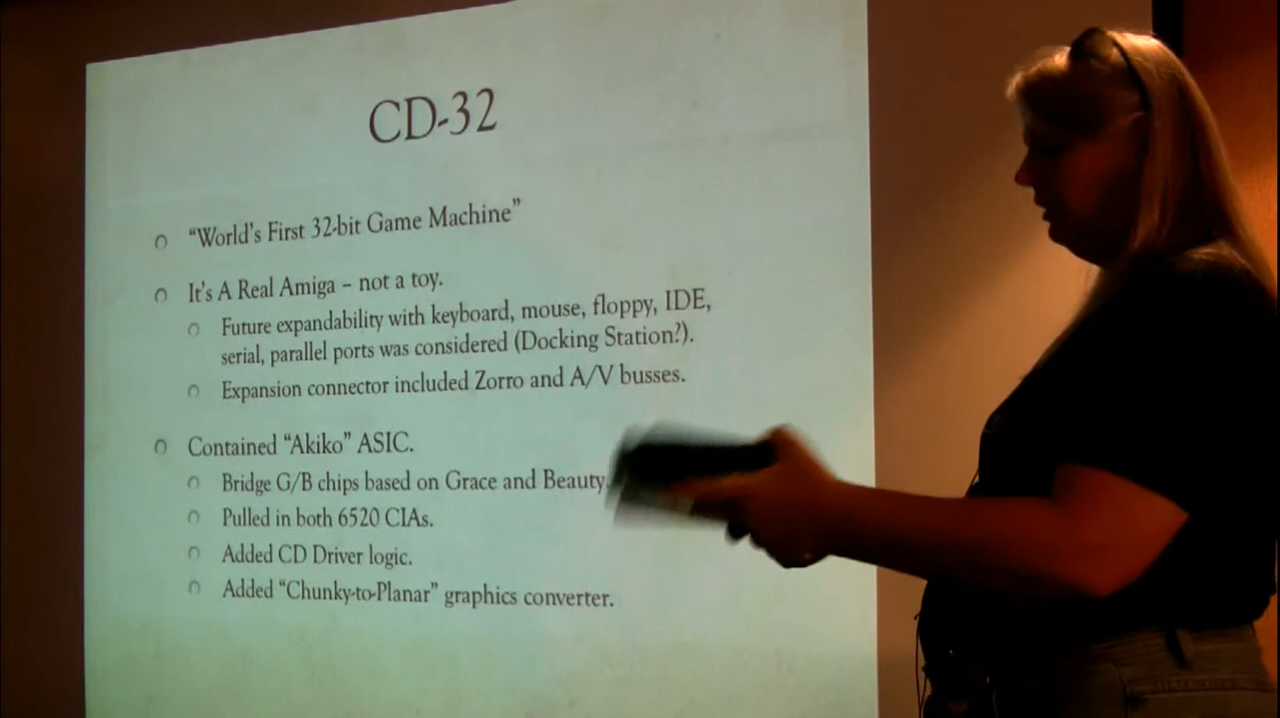 CD-32
“World’s First 32-bit Game Machine”
It’s A Real Amiga – not a toy.
Future expandability with keyboard, mouse, floppy, IDE,
serial, parallel ports was considered (Docking Station?).
Expansion connector included Zorro and A/V busses.
Contained “Akiko” ASIC.
Bridge G/B chips based on Grace and Beauty.
Pulled in both 6520 CIAs.
Added CD Driver logic.
Added “Chunky-to-Planar” graphics converter.